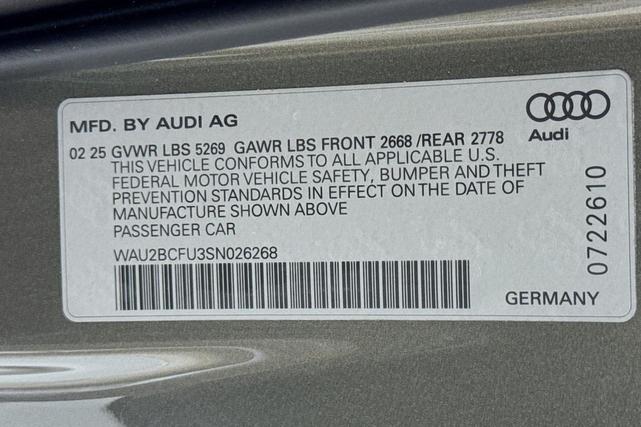 MFD. BY AUDI AG
Audi
02 25 GVWR LBS 5269 GAWR LBS FRONT 2668 /REAR 2778
THIS VEHICLE CONFORMS TO ALL APPLICABLE U.S.
FEDERAL MOTOR VEHICLE SAFETY, BUMPER AND THEFT
PREVENTION STANDARDS IN EFFECT ON THE DATE OF
MANUFACTURE SHOWN ABOVE
PASSENGER CAR
WAU2BCFU3SN026268
GERMANY
0722610